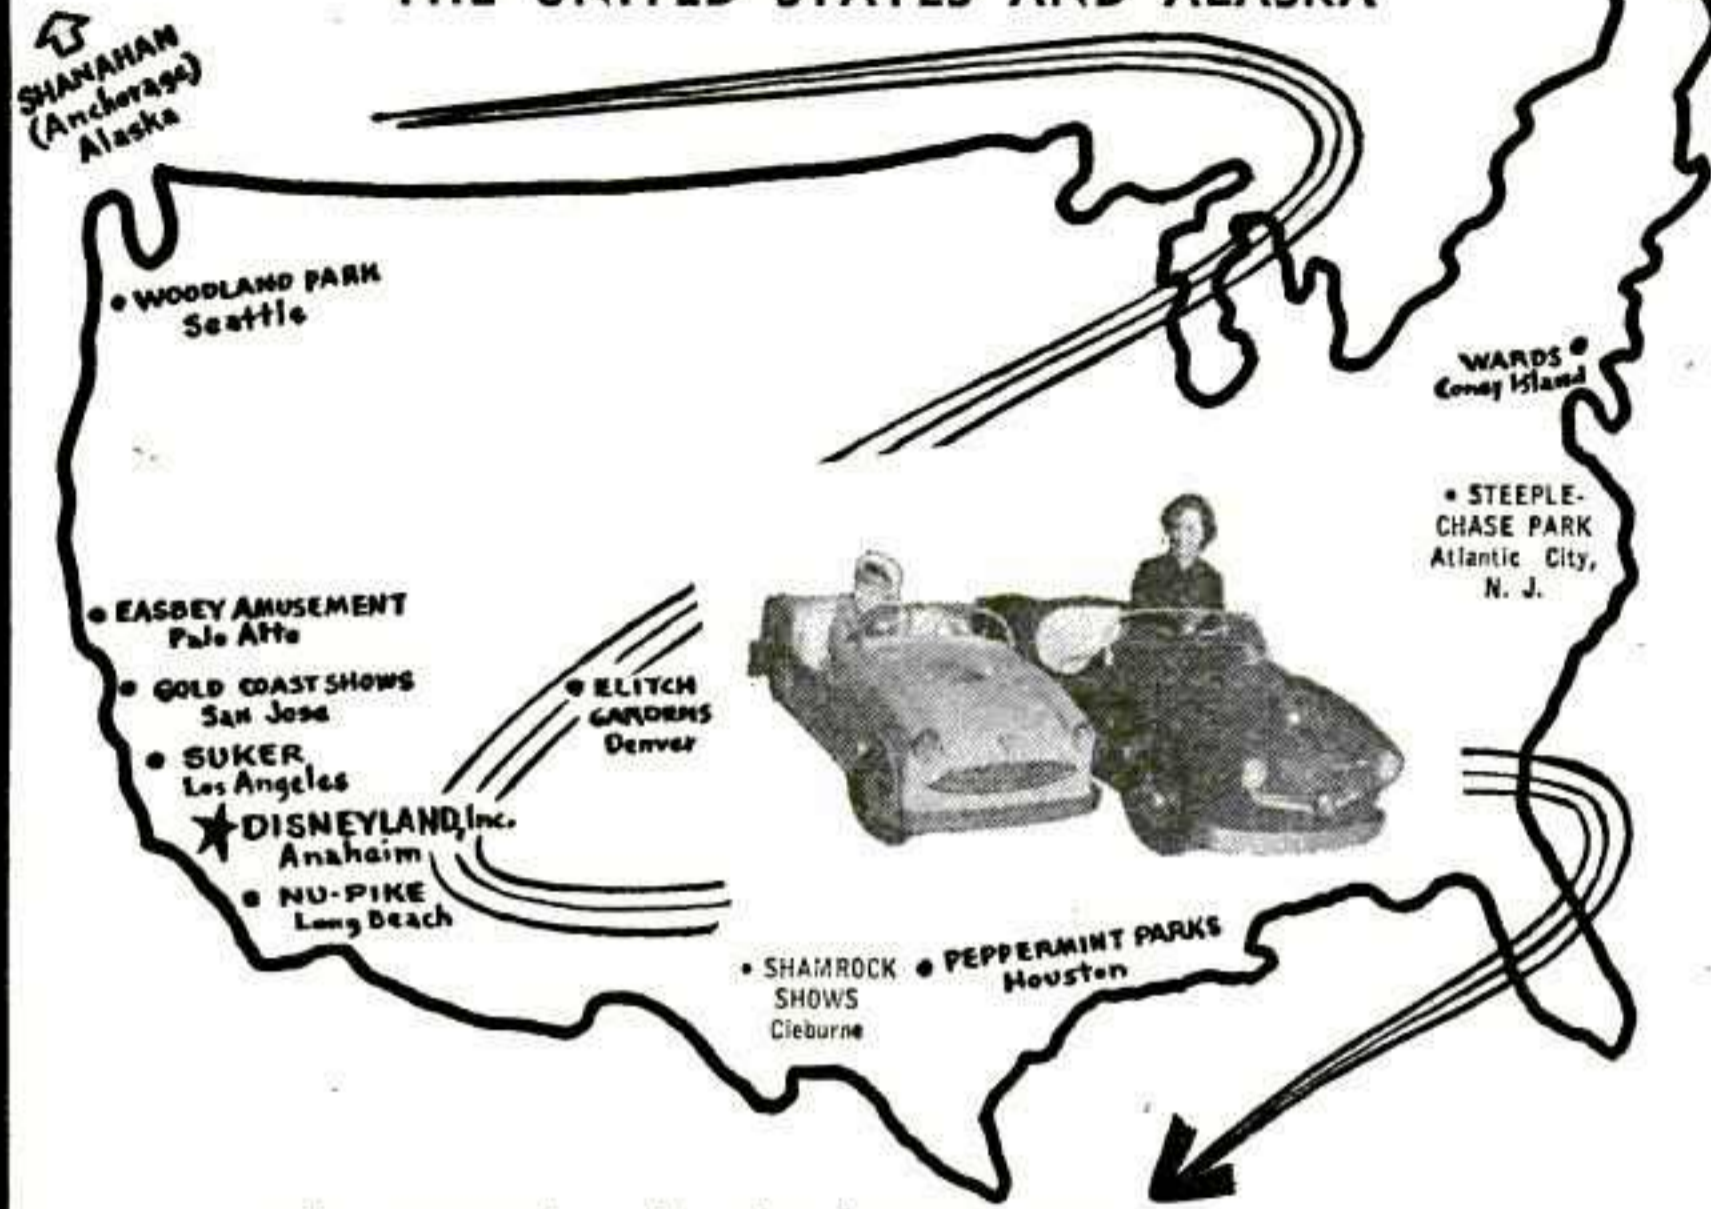 THE UNITED STATES AND ALASKA
SHANAHAN
(Anchorage)
Alaska
• WOODLAND PARK
Seattle
WARDS •
Coney Island
• STEEPLE-
CHASE PARK
Atlantic City,
N. J.
• EASBEY AMUSEMENT
Palo Alto
• GOLD COAST SHOWS
San Jose
• SUKER
Los Angeles
★ DISNEYLAND, Inc.
Anaheim
• NU-PIKE
Long Beach
• ELITCH
GARDENS
Denver
• SHAMROCK
SHOWS
Cleburne
• PEPPERMINT PARKS
Houston